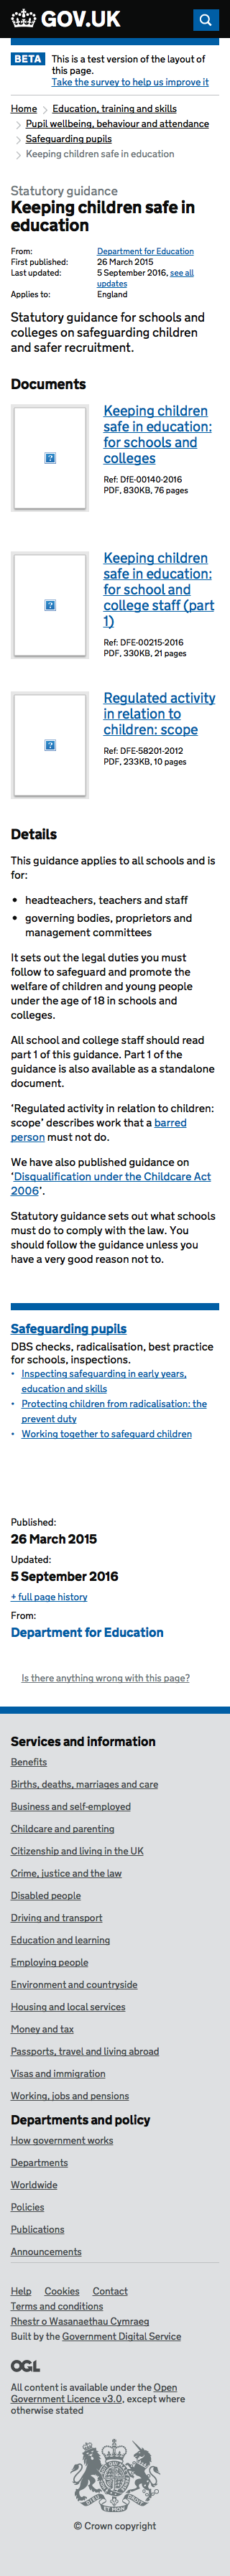 GOV.UK
BETA
This is a test version of the layout of
this page.
Take the survey to help us improve it
Home
Education, training and skills
Pupil wellbeing, behaviour and attendance
Safeguarding pupils
Keeping children safe in education
Statutory guidance
Keeping children safe in
education
From: Department for Education
First published: 26 March 2015
Last updated: 5 September 2016, see all
updates
Applies to: England
Statutory guidance for schools and
colleges on safeguarding children
and safer recruitment.
Documents
Keeping children
safe in education:
for schools and
colleges
Ref: DfE-00140-2016
PDF, 830KB, 76 pages
Keeping children
safe in education:
for school and
college staff (part
1)
Ref: DFE-00215-2016
PDF, 330KB, 21 pages
Regulated activity
in relation to
children: scope
Ref: DFE-58201-2012
PDF, 233KB, 10 pages
Details
This guidance applies to all schools and is
for:
• headteachers, teachers and staff
• governing bodies, proprietors and
management committees
It sets out the legal duties you must
follow to safeguard and promote the
welfare of children and young people
under the age of 18 in schools and
colleges.
All school and college staff should read
part 1 of this guidance. Part 1 of the
guidance is also available as a standalone
document.
‘Regulated activity in relation to children:
scope’ describes work that a barred
person must not do.
We have also published guidance on
‘Disqualification under the Childcare Act
2006’.
Statutory guidance sets out what schools
must do to comply with the law. You
should follow the guidance unless you
have a very good reason not to.
Safeguarding pupils
DBS checks, radicalisation, best practice
for schools, inspections.
• Inspecting safeguarding in early years,
education and skills
• Protecting children from radicalisation: the
prevent duty
• Working together to safeguard children
Published:
26 March 2015
Updated:
5 September 2016
+ full page history
From:
Department for Education
Is there anything wrong with this page?
Services and information
Benefits
Births, deaths, marriages and care
Business and self-employed
Childcare and parenting
Citizenship and living in the UK
Crime, justice and the law
Disabled people
Driving and transport
Education and learning
Employing people
Environment and countryside
Housing and local services
Money and tax
Passports, travel and living abroad
Visas and immigration
Working, jobs and pensions
Departments and policy
How government works
Departments
Worldwide
Policies
Publications
Announcements
Help Cookies Contact
Terms and conditions
Rhestr o Wasanaethau Cymraeg
Built by the Government Digital Service
OGL
All content is available under the Open
Government Licence v3.0, except where
otherwise stated
© Crown copyright